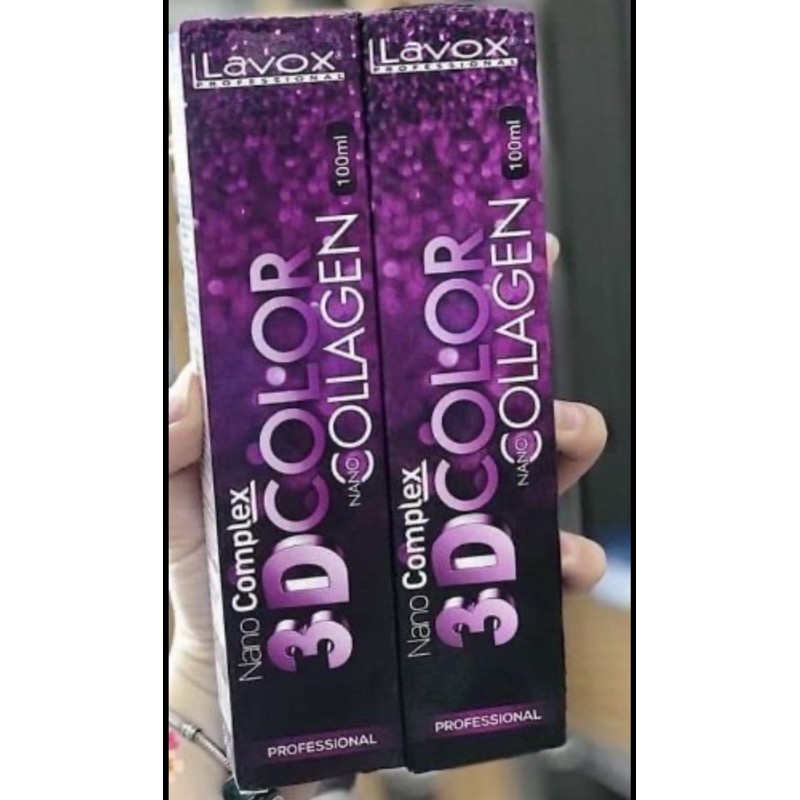 Lavox
PROFESSIONAL
100ml
Nano Complex
3D COLOR
NANO COLLAGEN
PROFESSIONAL
Lavox
PROFESSIONAL
100ml
Nano Complex
3D COLOR
NANO COLLAGEN
PROFESSIONAL